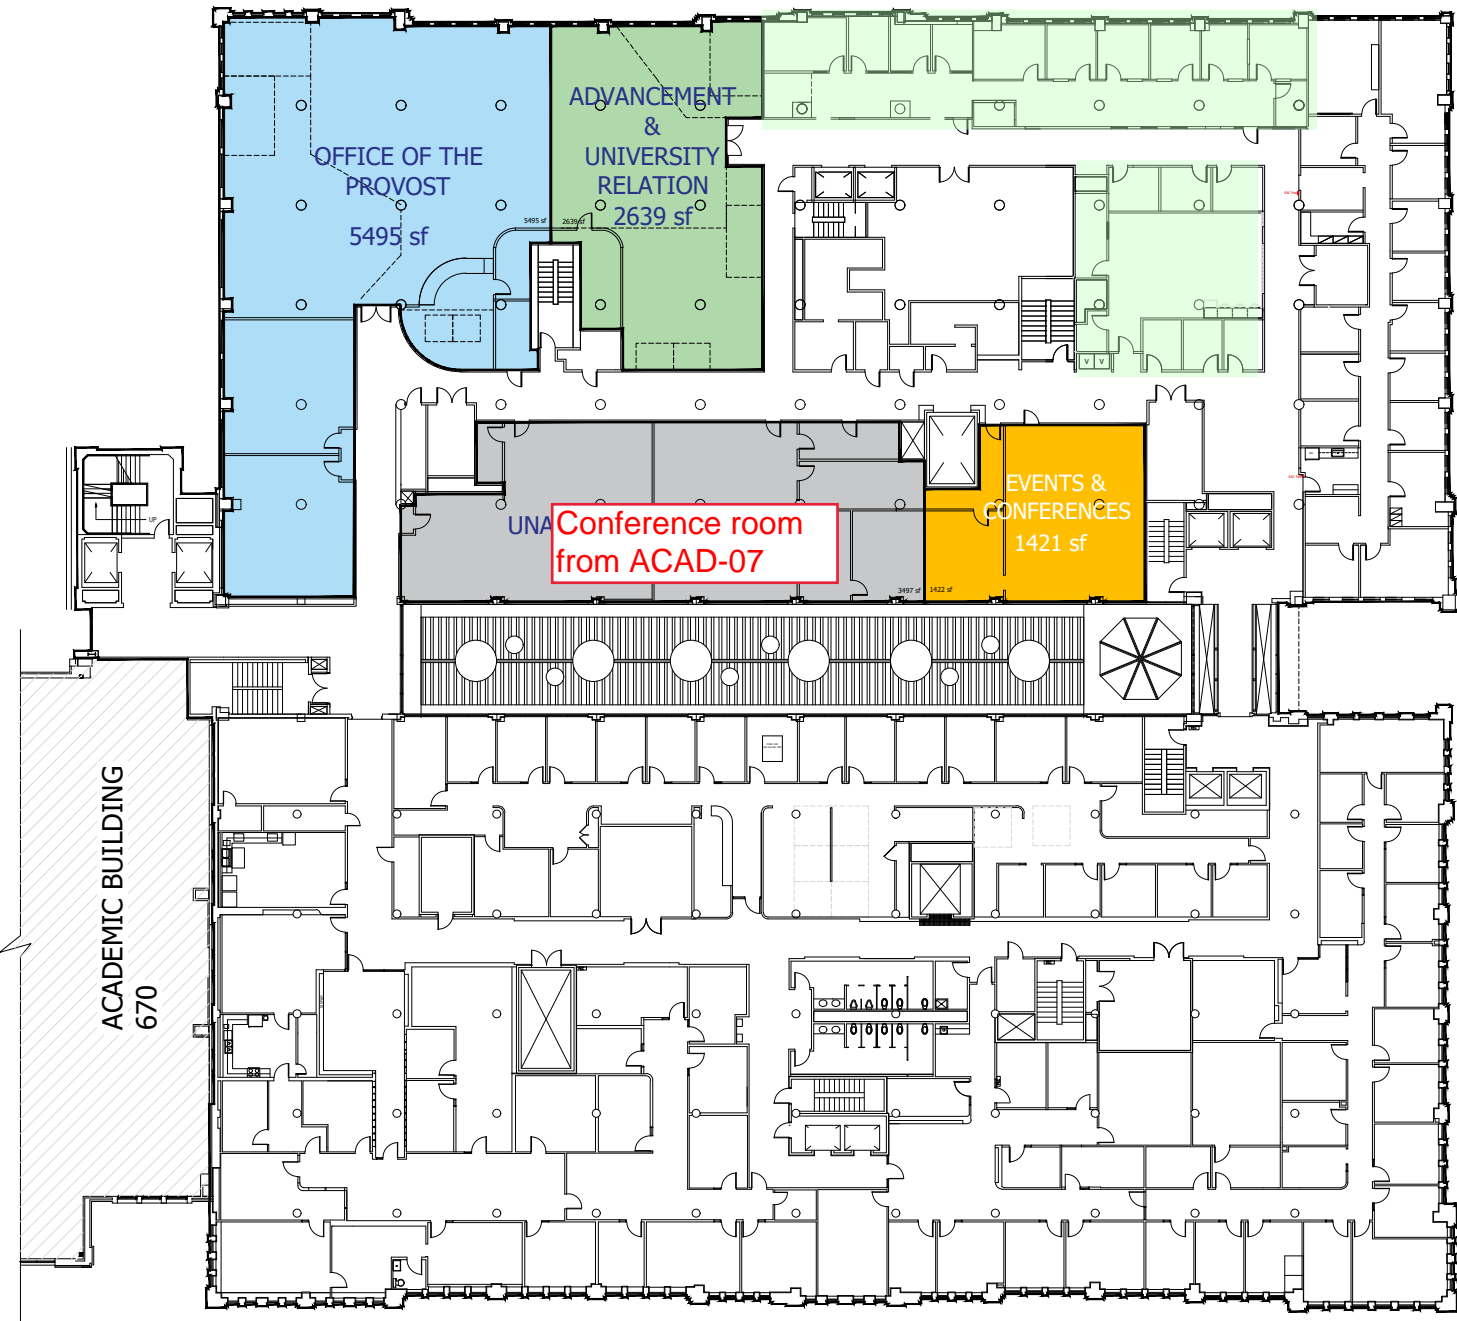 ADVANCEMENT
&
UNIVERSITY
RELATION
2639 sf
OFFICE OF THE
PROVOST
5495 sf
5495 sf
2639 sf
EVENTS &
CONFERENCES
1421 sf
UNA
Conference room
from ACAD-07
3497 sf
1422 sf
UP
V
V
ACADEMIC BUILDING
670